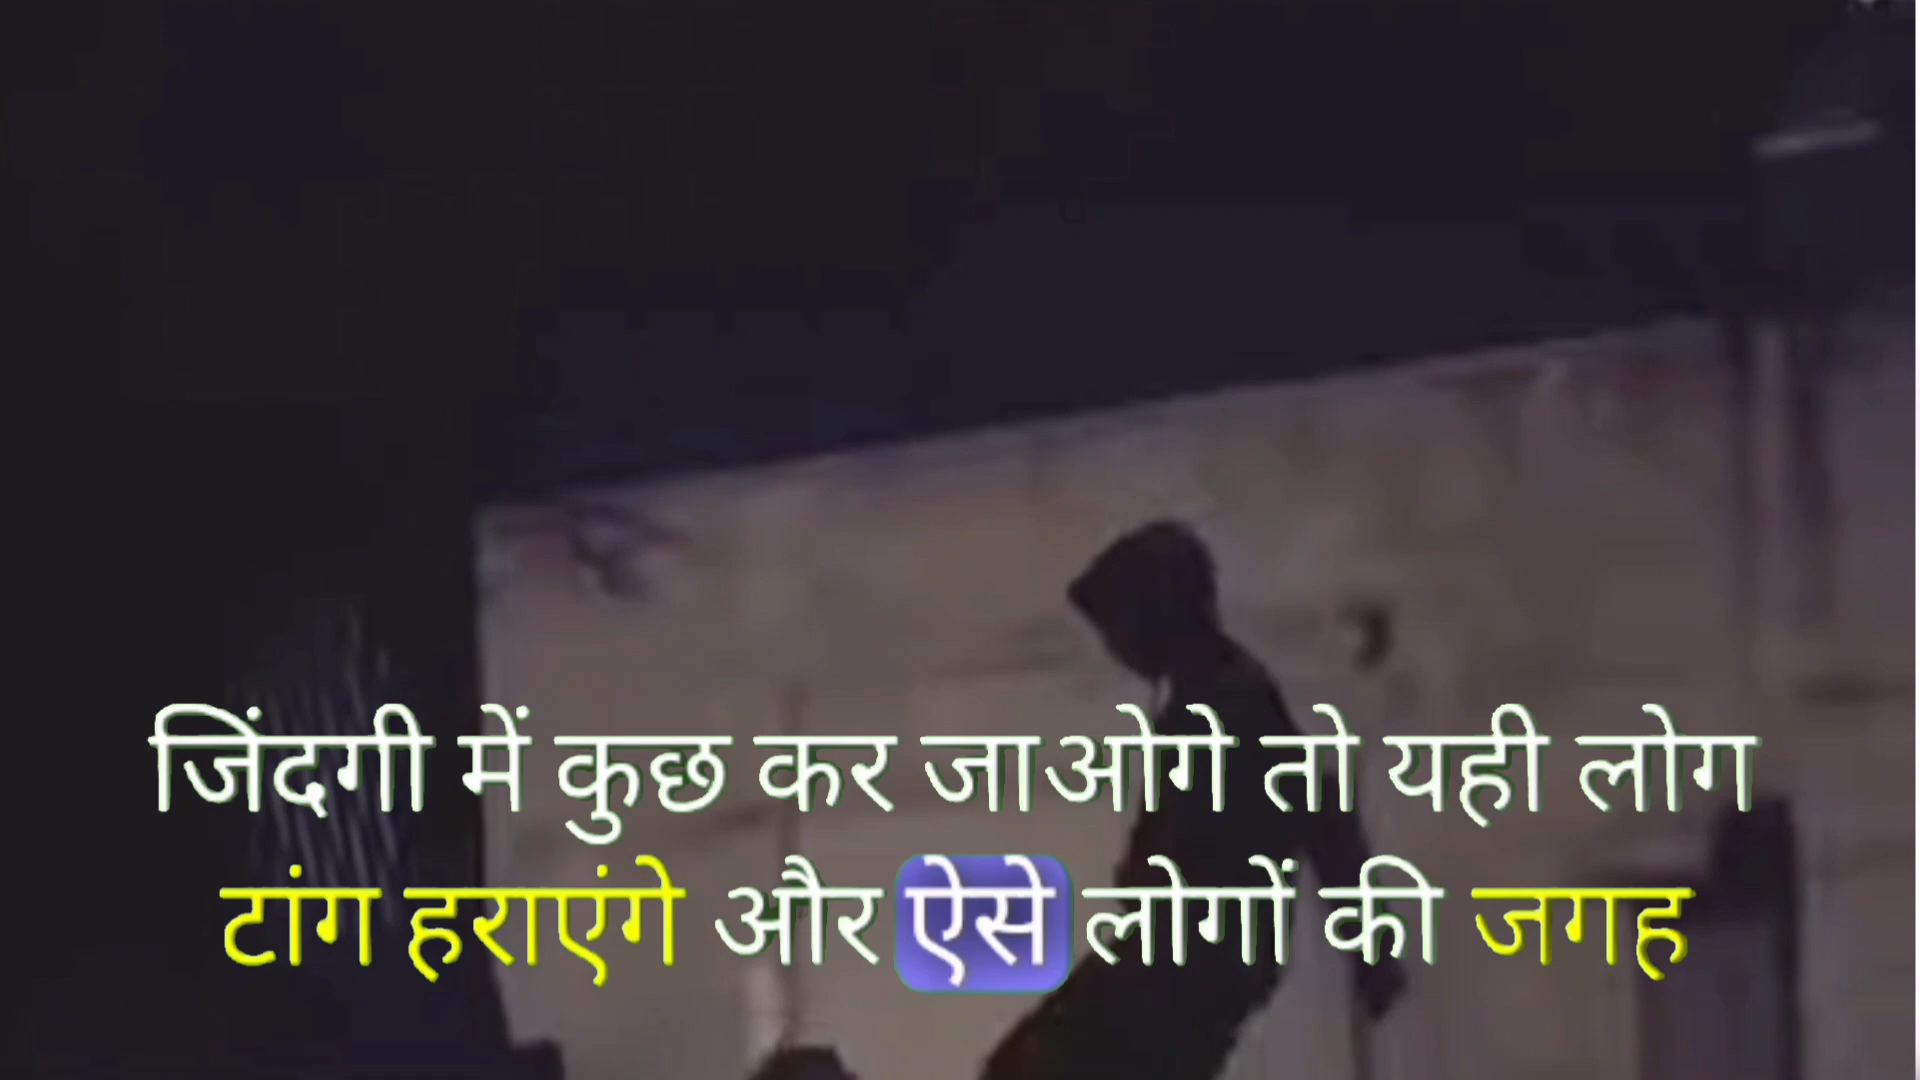 जिंदगी में कुछ कर जाओगे तो यही लोग
टांग हराएंगे और ऐसे लोगों की जगह